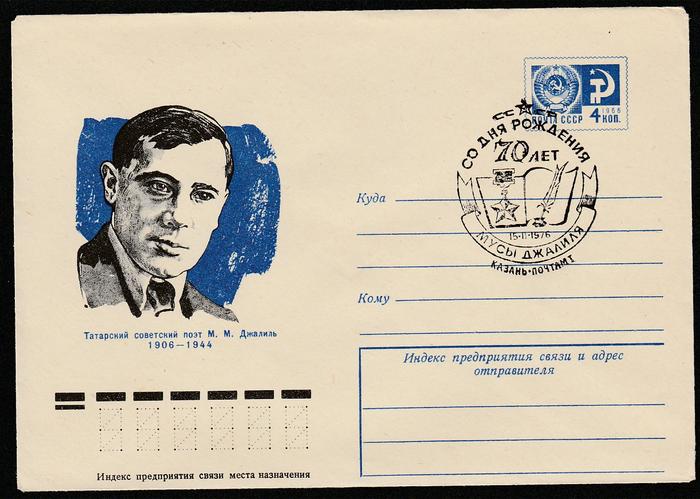 1966
ПОЧТА СССР 4 КОП.
СО ДНЯ РОЖДЕНИЯ
70 ЛЕТ
15-II-1976
МУСЫ ДЖАЛИЛЯ
КАЗАНЬ•ПОЧТАМТ
Куда
Кому
Татарский советский поэт М. М. Джалиль
1906—1944
Индекс предприятия связи и адрес
отправителя
Индекс предприятия связи места назначения